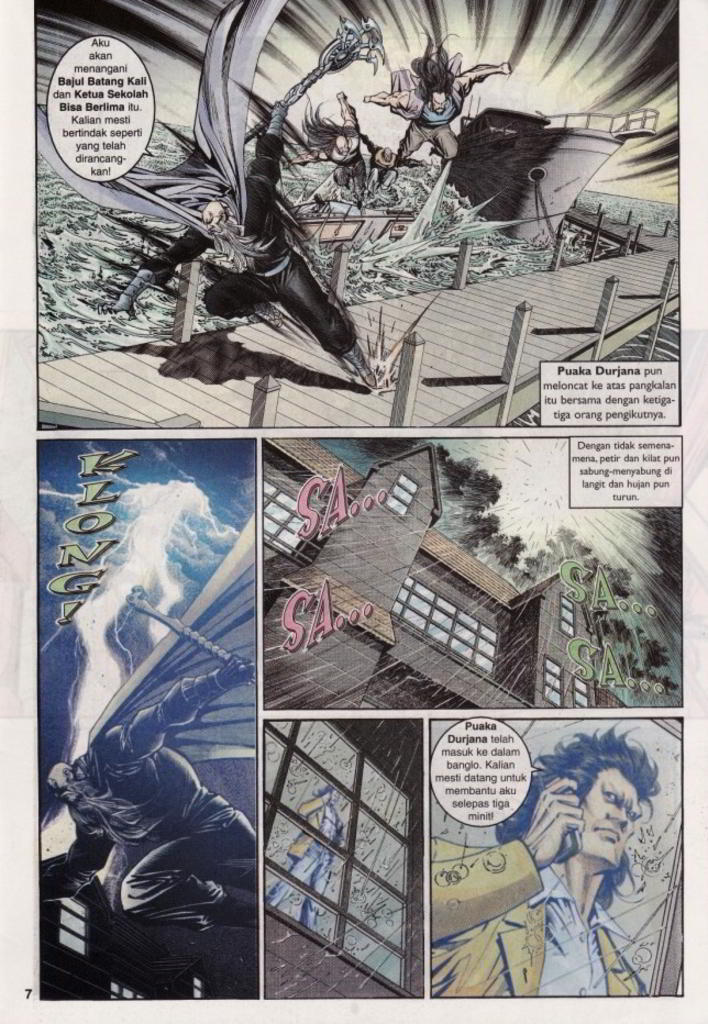 Aku
akan
menangani
Bajul Batang Kali
dan Ketua Sekolah
Bisa Berlima itu.
Kalian mesti
bertindak seperti
yang telah
dirancang-
kan!
Puaka Durjana pun
meloncat ke atas pangkalan
itu bersama dengan ketiga-
tiga orang pengikutnya.
KLONG!
Dengan tidak semena-
mena, petir dan kilat pun
sabung-menyabung di
langit dan hujan pun
turun.
SA...
SA...
SA...
SA...
Puaka
Durjana telah
masuk ke dalam
banglo. Kalian
mesti datang untuk
membantu aku
selepas tiga
minit!
7